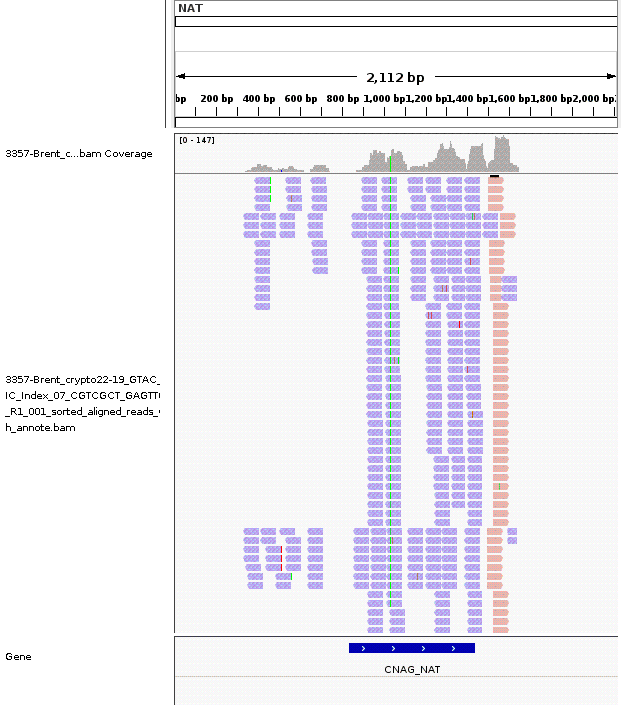 NAT
2,112 bp
bp 200 bp 400 bp 600 bp 800 bp 1,000 bp 1,200 bp 1,400 bp 1,600 bp 1,800 bp 2,000 bp
[0 - 147]
3357-Brent_c...bam Coverage
3357-Brent_crypto22-19_GTAC_
IC_Index_07_CGTCGCT_GAGTT
_R1_001_sorted_aligned_reads_
h_annote.bam
Gene
CNAG_NAT